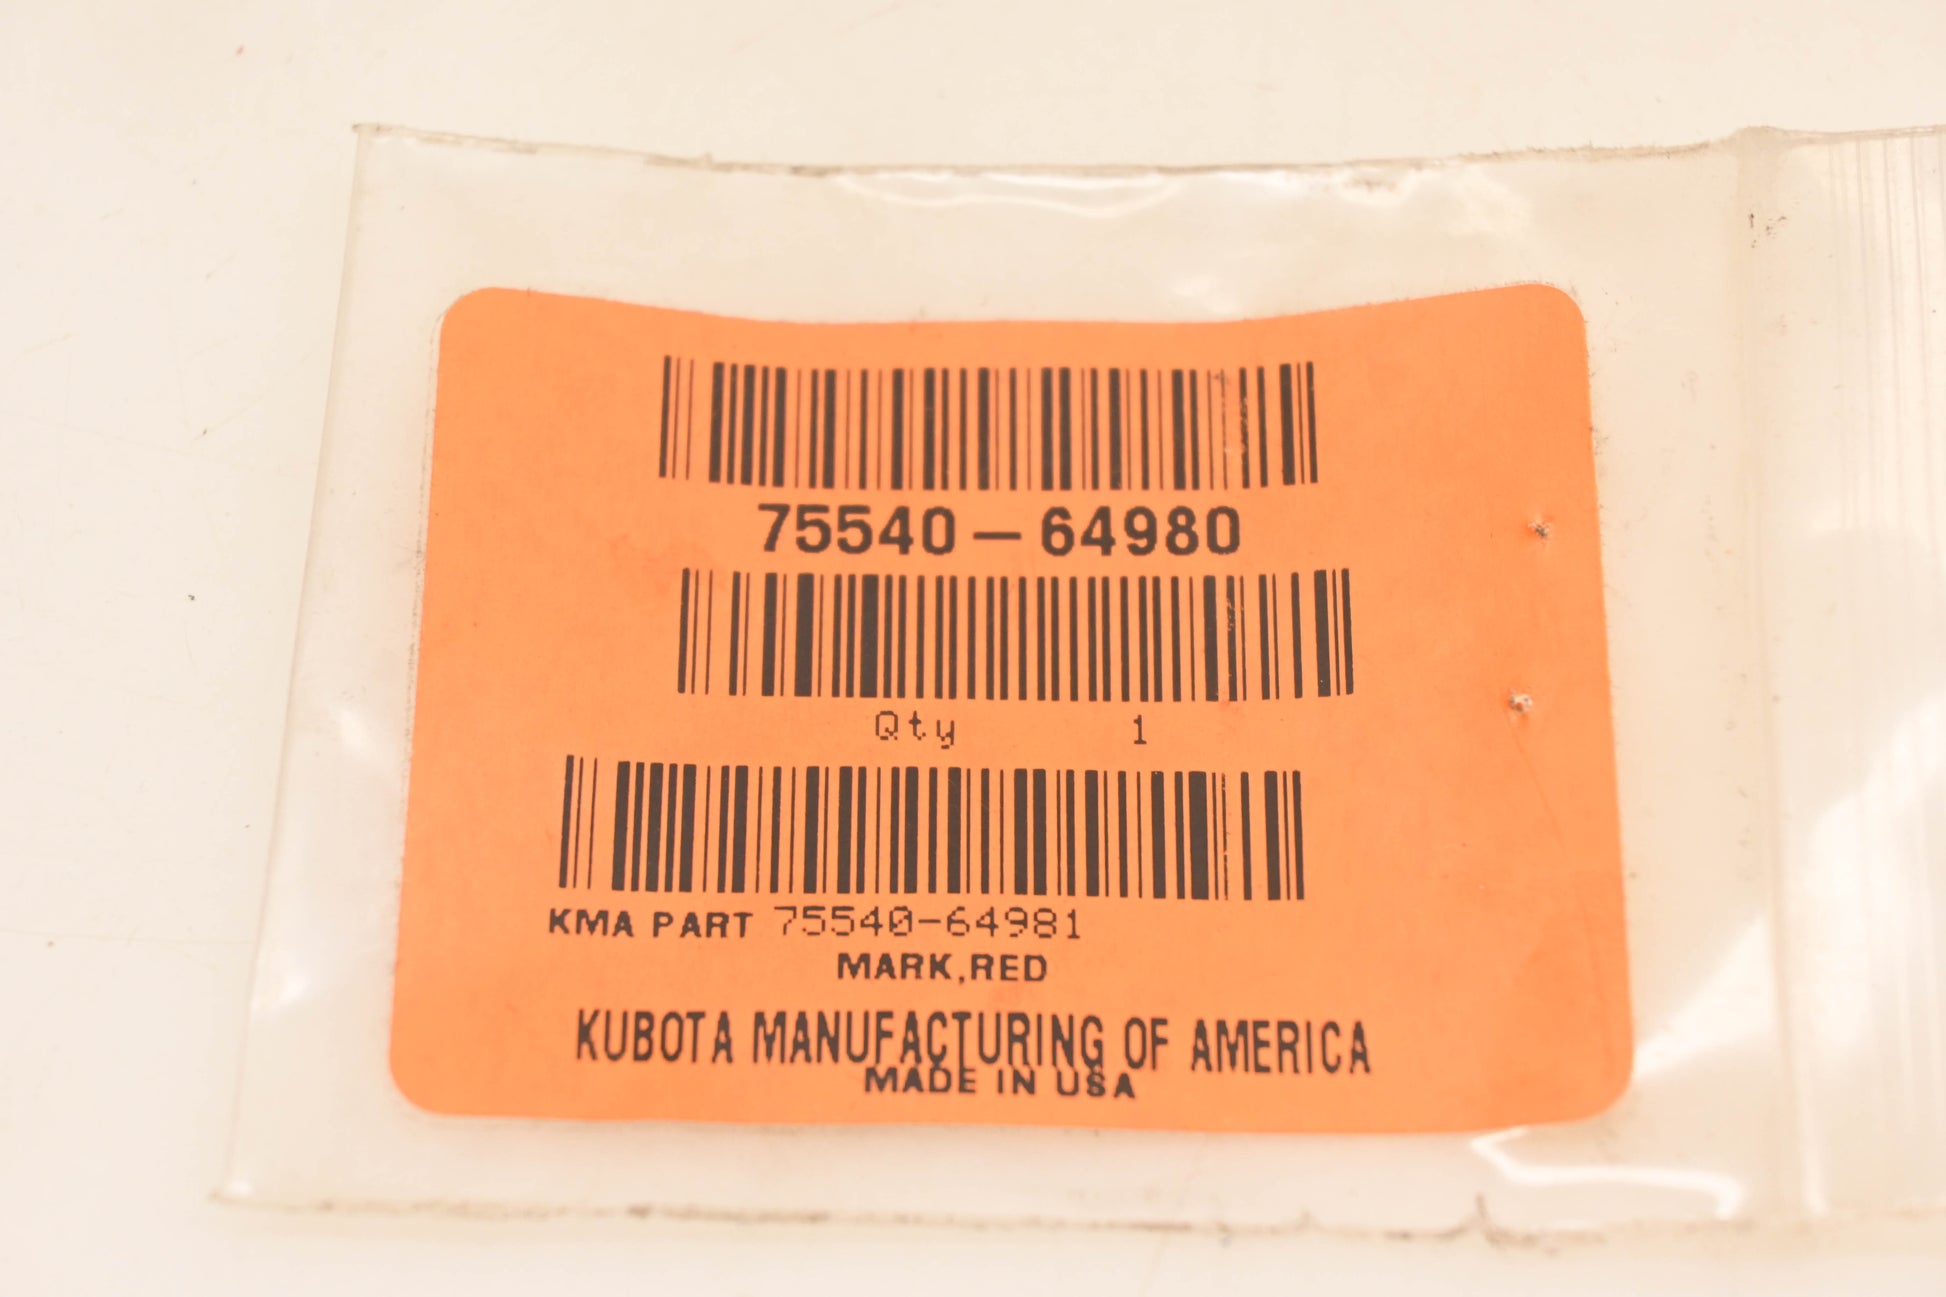 75540-64980
Qty 1
KMA PART 75540-64981
MARK,RED
KUBOTA MANUFACTURING OF AMERICA
MADE IN USA